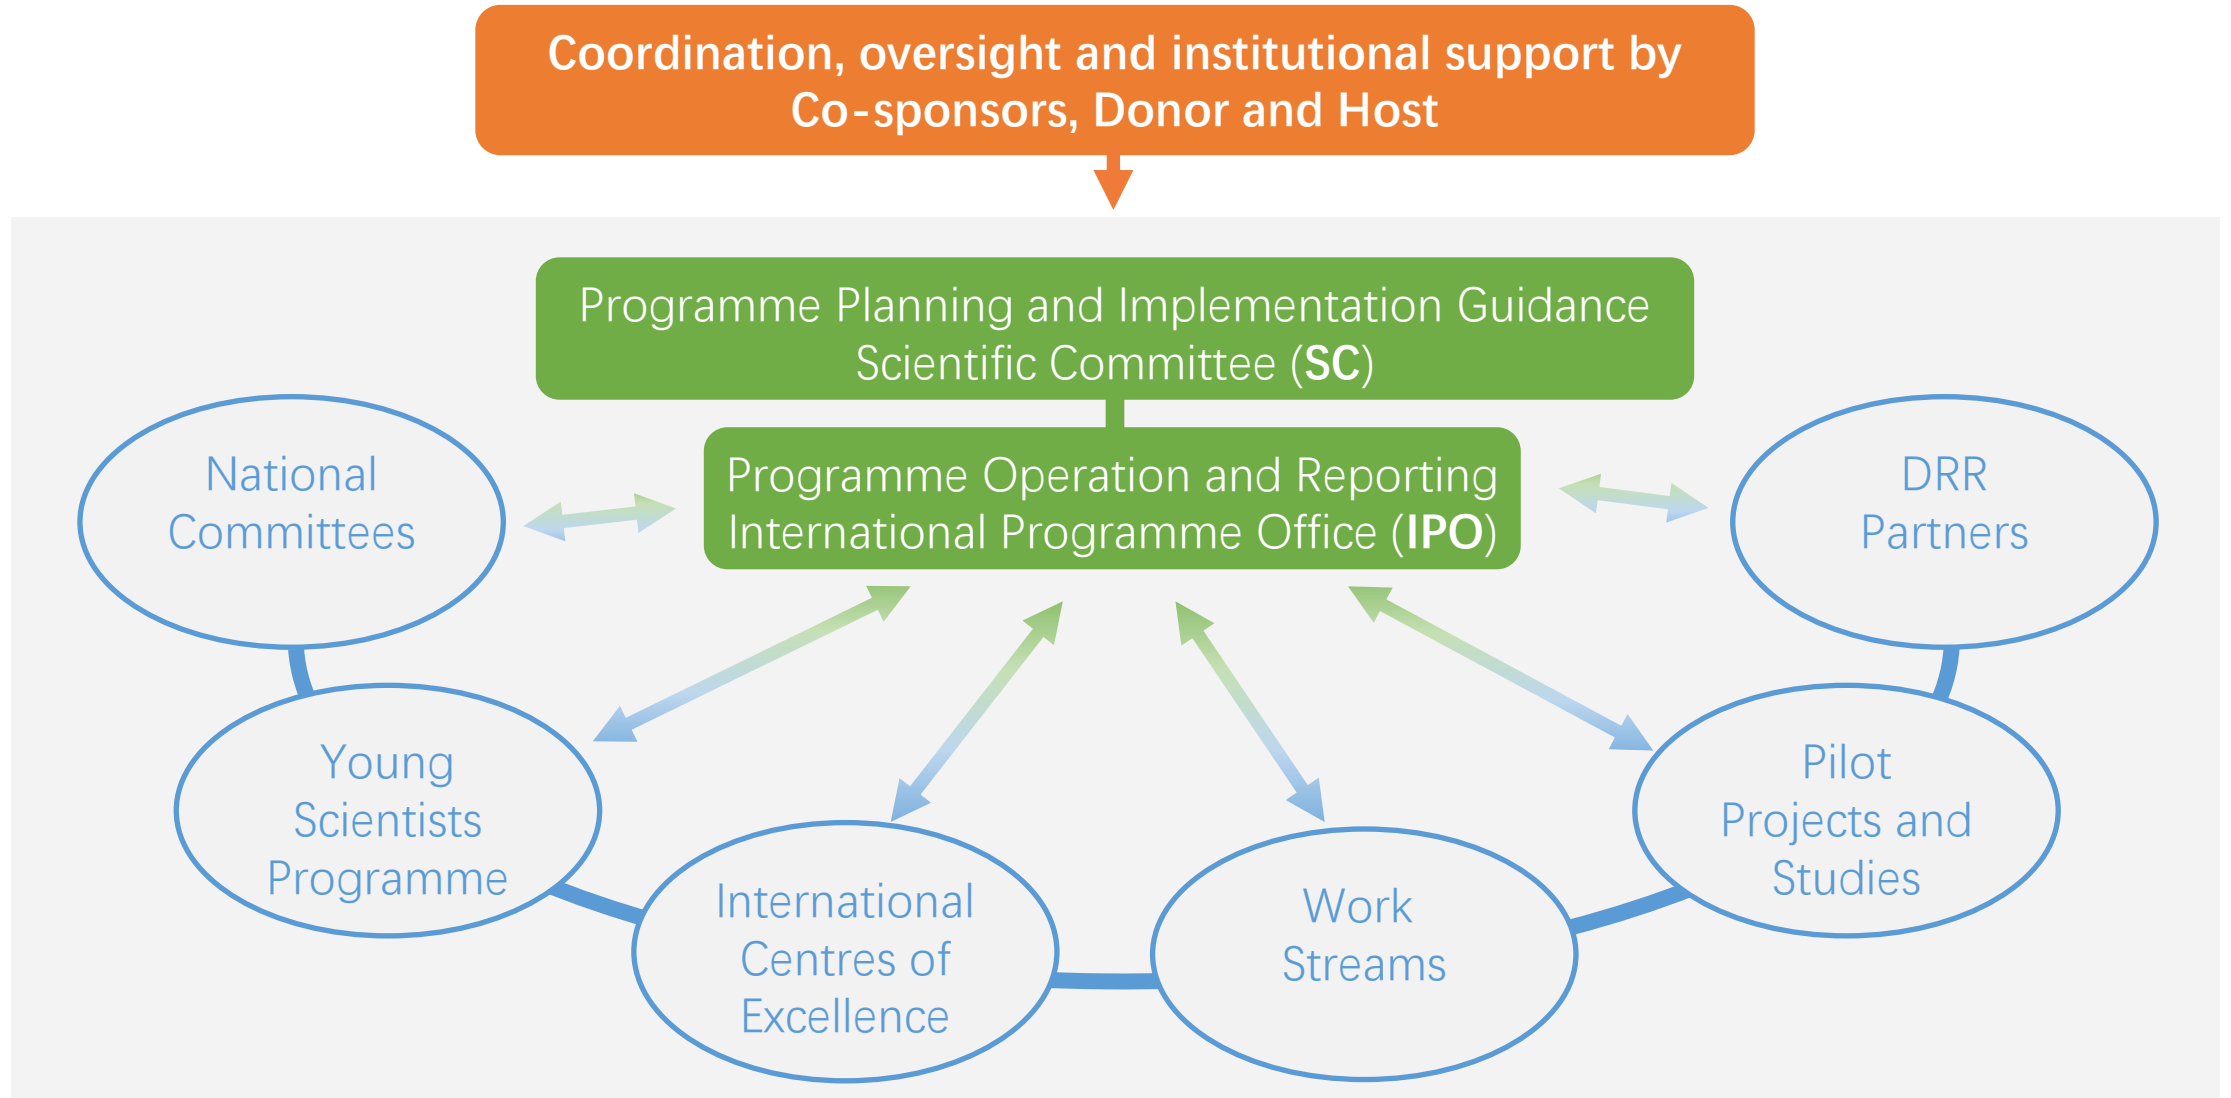 Coordination, oversight and institutional support by
Co-sponsors, Donor and Host
Programme Planning and Implementation Guidance
Scientific Committee (SC)
Programme Operation and Reporting
International Programme Office (IPO)
National
Committees
DRR
Partners
Young
Scientists
Programme
International
Centres of
Excellence
Work
Streams
Pilot
Projects and
Studies